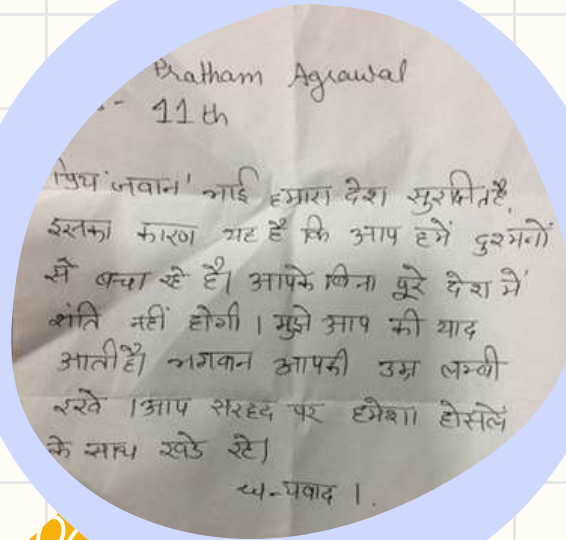 Pratham Agrawal
- 11th
प्रिय 'जवान' भाई हमारा देश सुरक्षित है,
इसका कारण यह है कि आप हमें दुश्मनों
से बचा रहे है। आपके बिना पूरे देश में
शांति नहीं होगी । मुझे आप की याद
आती है। भगवान आपकी उम्र लम्बी
रखे । आप सरहद पर हमेशा होसलें
के साथ खडे रहे।
धन्यवाद ।.